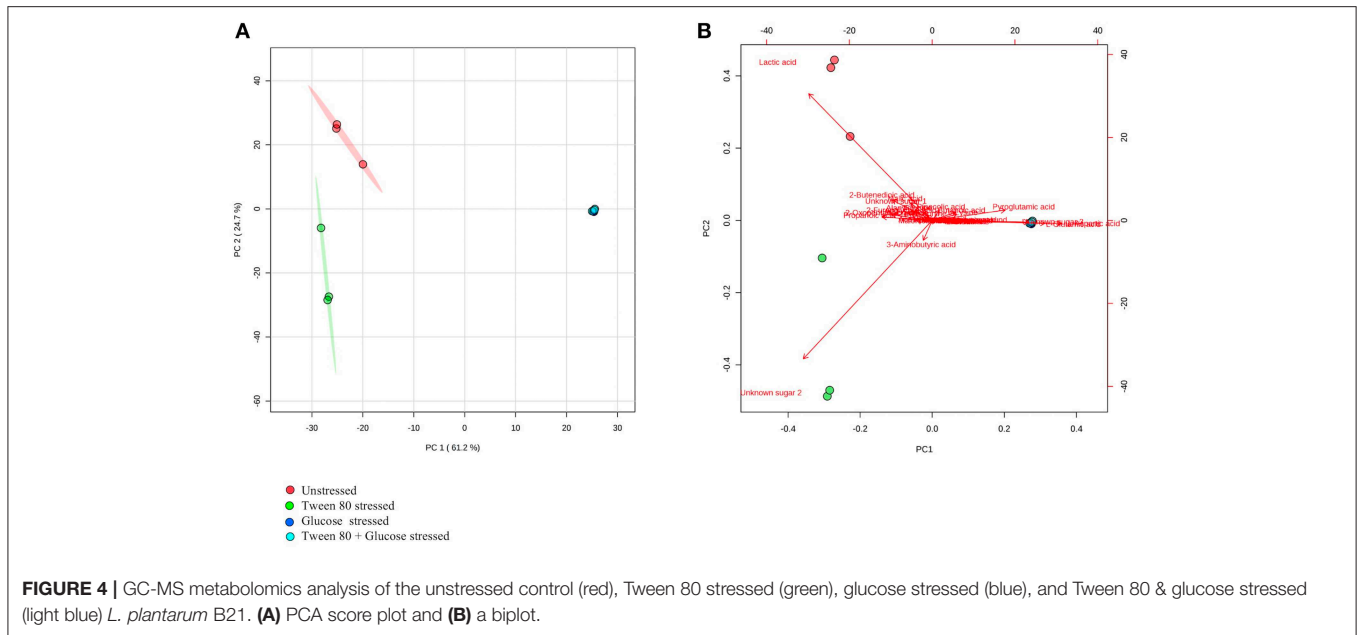 A
40
20
0
-20
-40
-60
PC 2 ( 24.7 %)
-30
-20
-10
0
10
20
30
PC 1 ( 61.2 %)
B
-40
-20
0
20
40
0.4
0.2
0.0
0.2
0.4
PC2
40
20
0
-20
-40
Lactic acid
2-Butenedioic acid
Pyroglutamic acid
3-Aminobutyric acid
Unknown sugar 2
-0.4
-0.2
0.0
0.2
0.4
PC1
Unstressed
Tween 80 stressed
Glucose stressed
Tween 80 + Glucose stressed
FIGURE 4 | GC-MS metabolomics analysis of the unstressed control (red), Tween 80 stressed (green), glucose stressed (blue), and Tween 80 & glucose stressed
(light blue) L. plantarum B21. (A) PCA score plot and (B) a biplot.